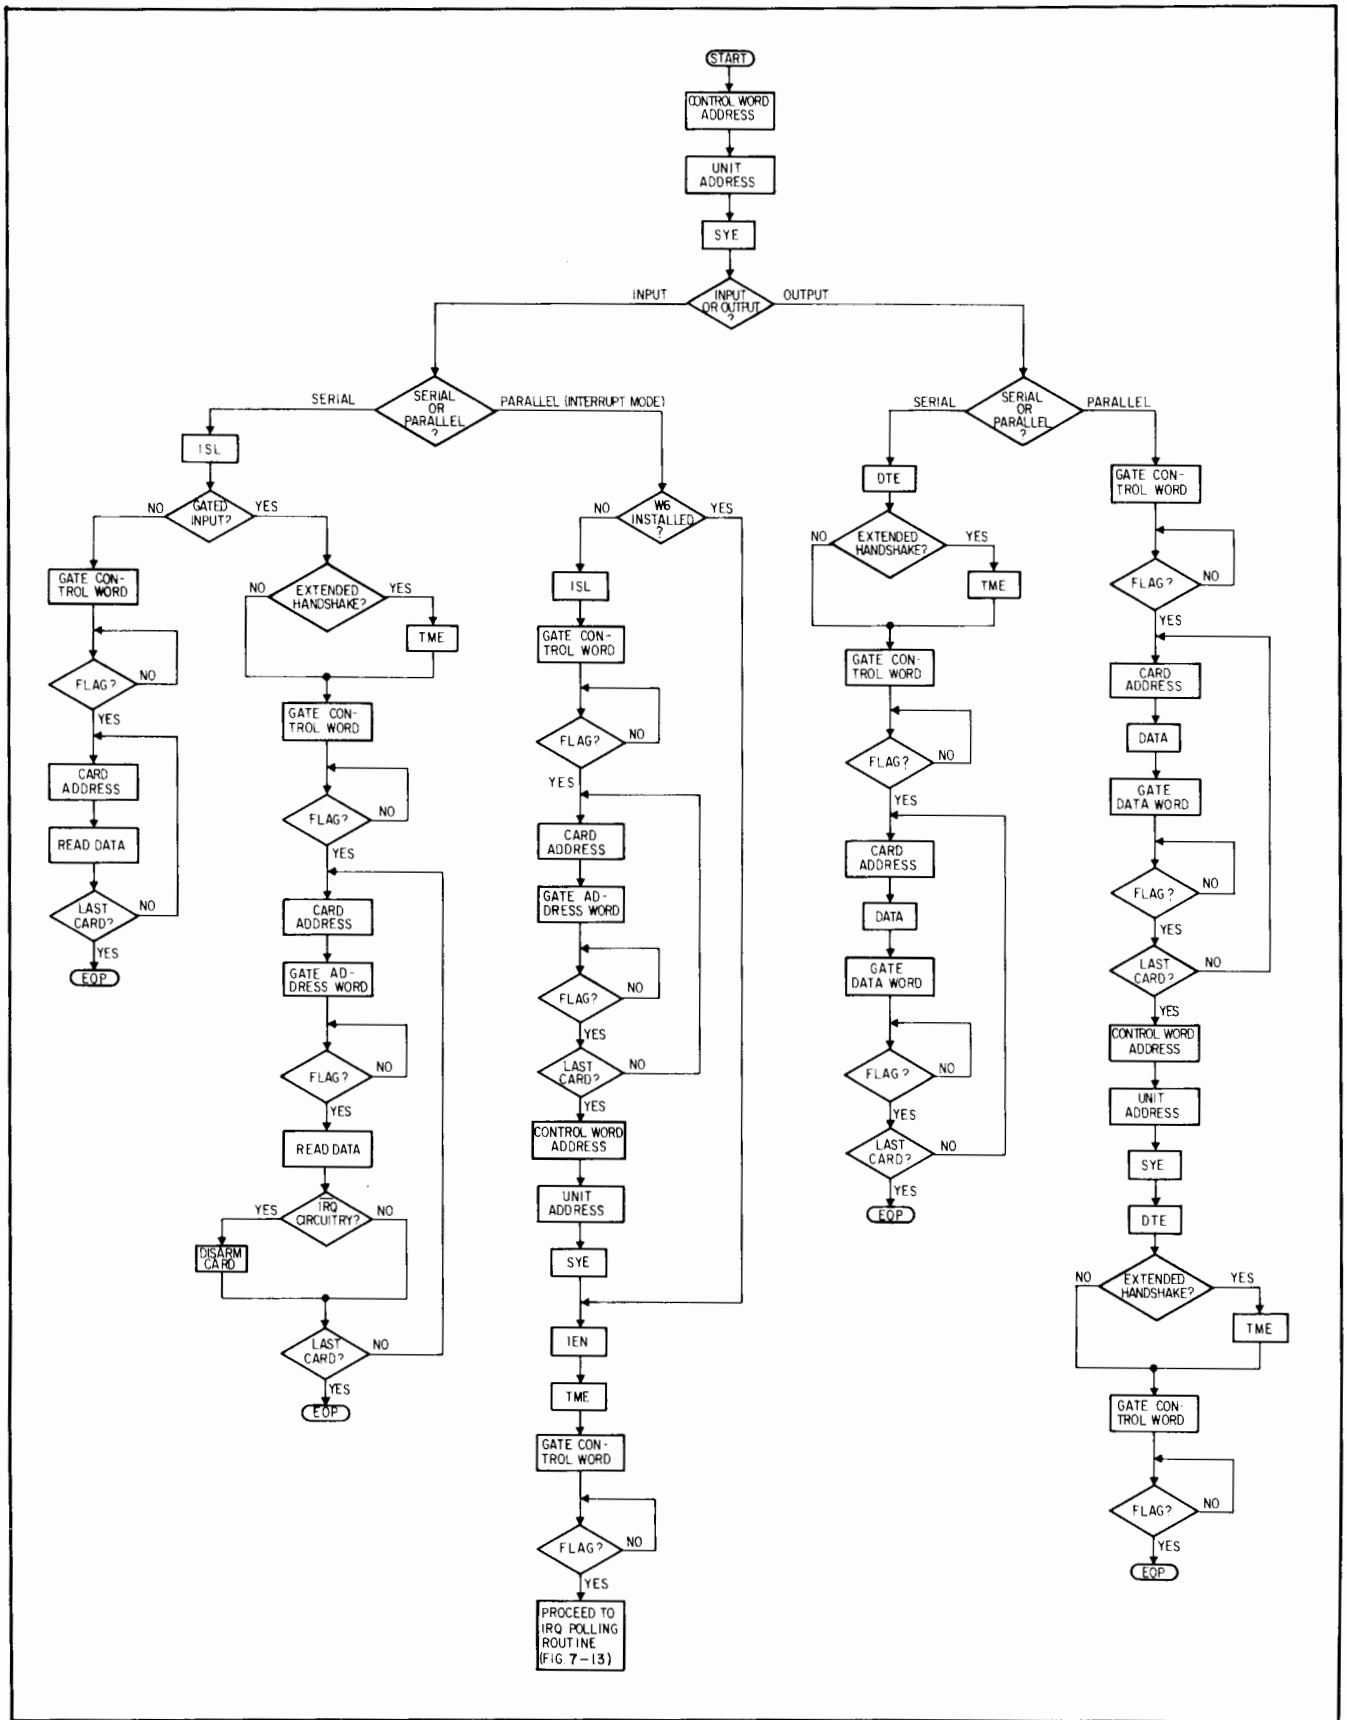 START
CONTROL WORD
ADDRESS
UNIT
ADDRESS
SYE
INPUT
INPUT
OR OUTPUT
?
OUTPUT
SERIAL
SERIAL
OR
PARALLEL
?
PARALLEL (INTERRUPT MODE)
ISL
NO
GATED
INPUT?
YES
GATE CON-
TROL WORD
FLAG?
NO
YES
CARD
ADDRESS
READ DATA
LAST
CARD?
NO
YES
EOP
NO
EXTENDED
HANDSHAKE?
YES
TME
GATE CON-
TROL WORD
FLAG?
NO
YES
CARD
ADDRESS
GATE AD-
DRESS WORD
FLAG?
NO
YES
READ DATA
YES
IRQ
CIRCUITRY?
NO
DISARM
CARD
LAST
CARD?
NO
YES
EOP
NO
W6
INSTALLED
?
YES
ISL
GATE CON-
TROL WORD
FLAG?
NO
YES
CARD
ADDRESS
GATE AD-
DRESS WORD
FLAG?
NO
YES
LAST
CARD?
NO
YES
CONTROL WORD
ADDRESS
UNIT
ADDRESS
SYE
IEN
TME
GATE CON-
TROL WORD
FLAG?
NO
YES
PROCEED TO
IRQ POLLING
ROUTINE
(FIG. 7-13)
SERIAL
SERIAL
OR
PARALLEL
?
PARALLEL
DTE
NO
EXTENDED
HANDSHAKE?
YES
TME
GATE CON-
TROL WORD
FLAG?
NO
YES
CARD
ADDRESS
DATA
GATE
DATA WORD
FLAG?
NO
YES
LAST
CARD?
NO
YES
EOP
GATE CON-
TROL WORD
FLAG?
NO
YES
CARD
ADDRESS
DATA
GATE
DATA WORD
FLAG?
NO
YES
LAST
CARD?
NO
YES
CONTROL WORD
ADDRESS
UNIT
ADDRESS
SYE
DTE
NO
EXTENDED
HANDSHAKE?
YES
TME
GATE CON-
TROL WORD
FLAG?
NO
YES
EOP